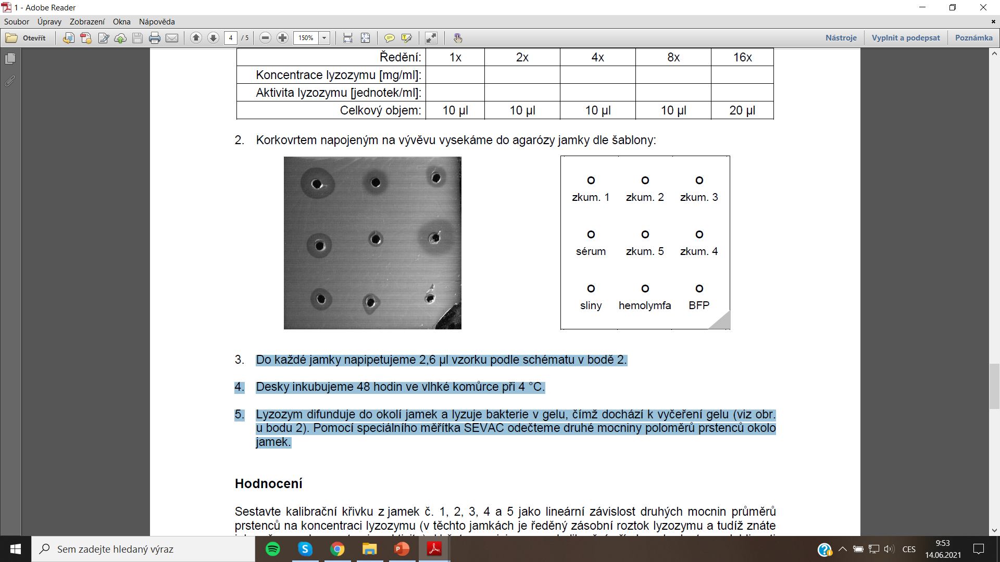 1 - Adobe Reader
Soubor Úpravy Zobrazení Okna Nápověda
Otevřít 4 / 5 150% Nástroje Vyplnit a podepsat Poznámka
Ředění: 1x 2x 4x 8x 16x
Koncentrace lyzozymu [mg/ml]:
Aktivita lyzozymu [jednotek/ml]:
Celkový objem: 10 µl 10 µl 10 µl 10 µl 20 µl
2. Korkovrtem napojeným na vývěvu vysekáme do agarózy jamky dle šablony:
zkum. 1 zkum. 2 zkum. 3
sérum zkum. 5 zkum. 4
sliny hemolymfa BFP
3. Do každé jamky napipetujeme 2,6 µl vzorku podle schématu v bodě 2.
4. Desky inkubujeme 48 hodin ve vlhké komůrce při 4 °C.
5. Lyzozym difunduje do okolí jamek a lyzuje bakterie v gelu, čímž dochází k vyčeření gelu (viz obr.
u bodu 2). Pomocí speciálního měřítka SEVAC odečteme druhé mocniny poloměrů prstenců okolo
jamek.
Hodnocení
Sestavte kalibrační křivku z jamek č. 1, 2, 3, 4 a 5 jako lineární závislost druhých mocnin průměrů
prstenců na koncentraci lyzozymu (v těchto jamkách je ředěný zásobní roztok lyzozymu a tudíž znáte
Sem zadejte hledaný výraz
CES
9:53
14.06.2021